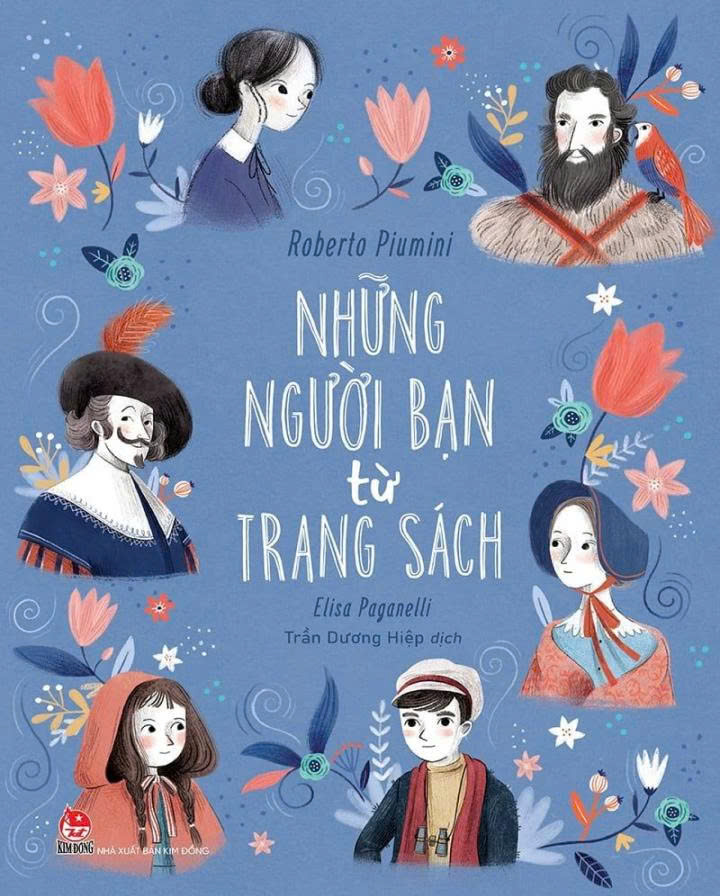 Roberto Piumini
NHỮNG
NGƯỜI BẠN
từ
TRANG SÁCH
Elisa Paganelli
Trần Dương Hiệp dịch
KIM ĐỒNG
NHÀ XUẤT BẢN KIM ĐỒNG